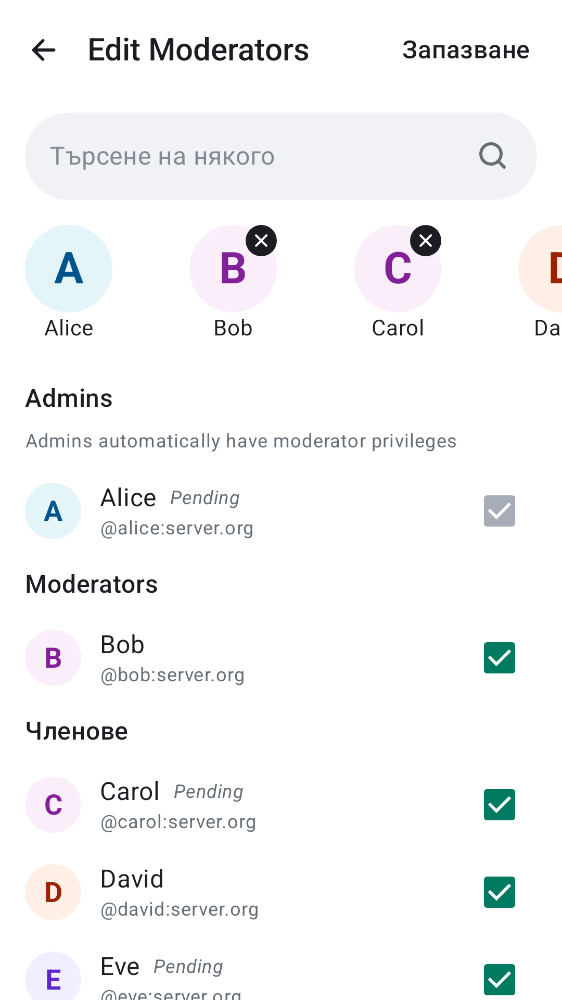 Edit Moderators Запазване
Търсене на някого
A B C D
Alice Bob Carol Da
Admins
Admins automatically have moderator privileges
A Alice Pending
@alice:server.org
Moderators
B Bob
@bob:server.org
Членове
C Carol Pending
@carol:server.org
D David
@david:server.org
E Eve Pending
@eve:server.org